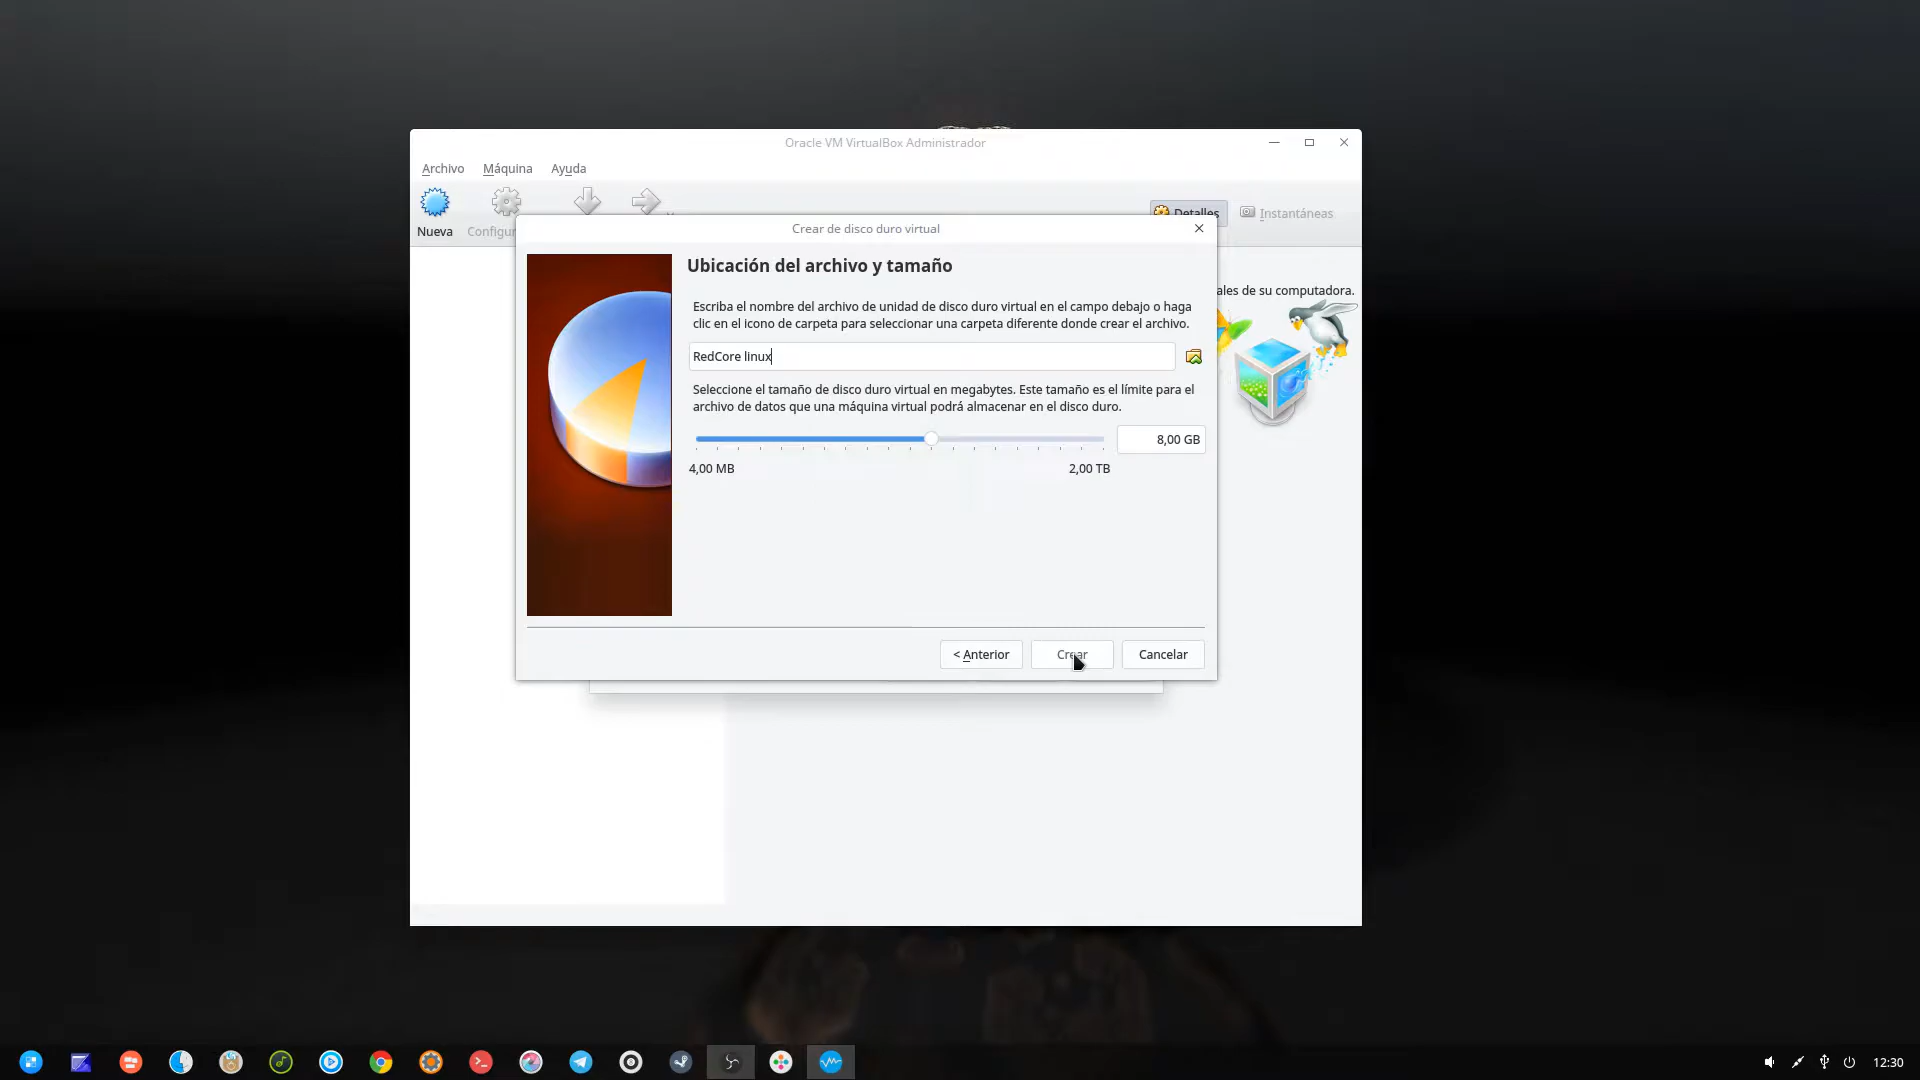 Oracle VM VirtualBox Administrador
Archivo Máquina Ayuda
Detalles Instantáneas
Nueva
Crear de disco duro virtual
Ubicación del archivo y tamaño
ales de su computadora.
Escriba el nombre del archivo de unidad de disco duro virtual en el campo debajo o haga
clic en el icono de carpeta para seleccionar una carpeta diferente donde crear el archivo.
RedCore linux
Seleccione el tamaño de disco duro virtual en megabytes. Este tamaño es el límite para el
archivo de datos que una máquina virtual podrá almacenar en el disco duro.
8,00 GB
4,00 MB 2,00 TB
< Anterior Crear Cancelar
12:30